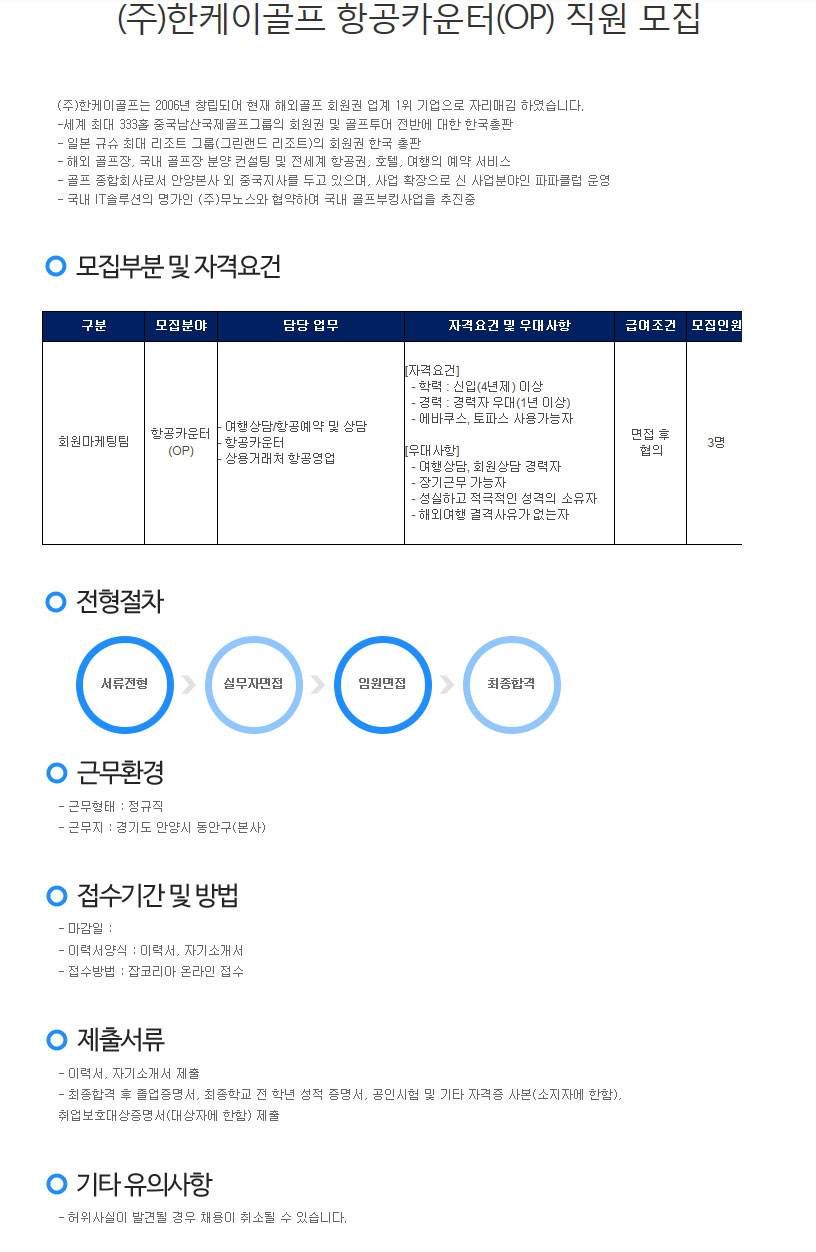 (주)한케이골프 항공카운터(OP) 직원 모집
(주)한케이골프는 2006년 창립되어 현재 해외골프 회원권 업계 1위 기업으로 자리매김 하였습니다.
-세계 최대 333홀 중국남산국제골프그룹의 회원권 및 골프투어 전반에 대한 한국총판
- 일본 규슈 최대 리조트 그룹(그린랜드 리조트)의 회원권 한국 총판
- 해외 골프장, 국내 골프장 분양 컨설팅 및 전세계 항공권, 호텔, 여행의 예약 서비스
- 골프 종합회사로서 안양본사 외 중국지사를 두고 있으며, 사업 확장으로 신 사업분야인 파파클럽 운영
- 국내 IT솔루션의 명가인 (주)무노스와 협약하여 국내 골프부킹사업을 추진중
모집부분 및 자격요건
구분 모집분야 담당 업무 자격요건 및 우대사항 급여조건 모집인원
회원마케팅팀
항공카운터
(OP)
- 여행상담/항공예약 및 상담
- 항공카운터
- 상용거래처 항공영업
[자격요건]
- 학력 : 신입(4년제) 이상
- 경력 : 경력자 우대(1년 이상)
- 에바쿠스, 토파스 사용가능자
[우대사항]
- 여행상담, 회원상담 경력자
- 장기근무 가능자
- 성실하고 적극적인 성격의 소유자
- 해외여행 결격사유가 없는자
면접 후
협의
3명
전형절차
서류전형 실무자면접 임원면접 최종합격
근무환경
- 근무형태 : 정규직
- 근무지 : 경기도 안양시 동안구(본사)
접수기간 및 방법
- 마감일 :
- 이력서양식 : 이력서, 자기소개서
- 접수방법 : 잡코리아 온라인 접수
제출서류
- 이력서, 자기소개서 제출
- 최종합격 후 졸업증명서, 최종학교 전 학년 성적 증명서, 공인시험 및 기타 자격증 사본(소지자에 한함),
취업보호대상증명서(대상자에 한함) 제출
기타 유의사항
- 허위사실이 발견될 경우 채용이 취소될 수 있습니다.